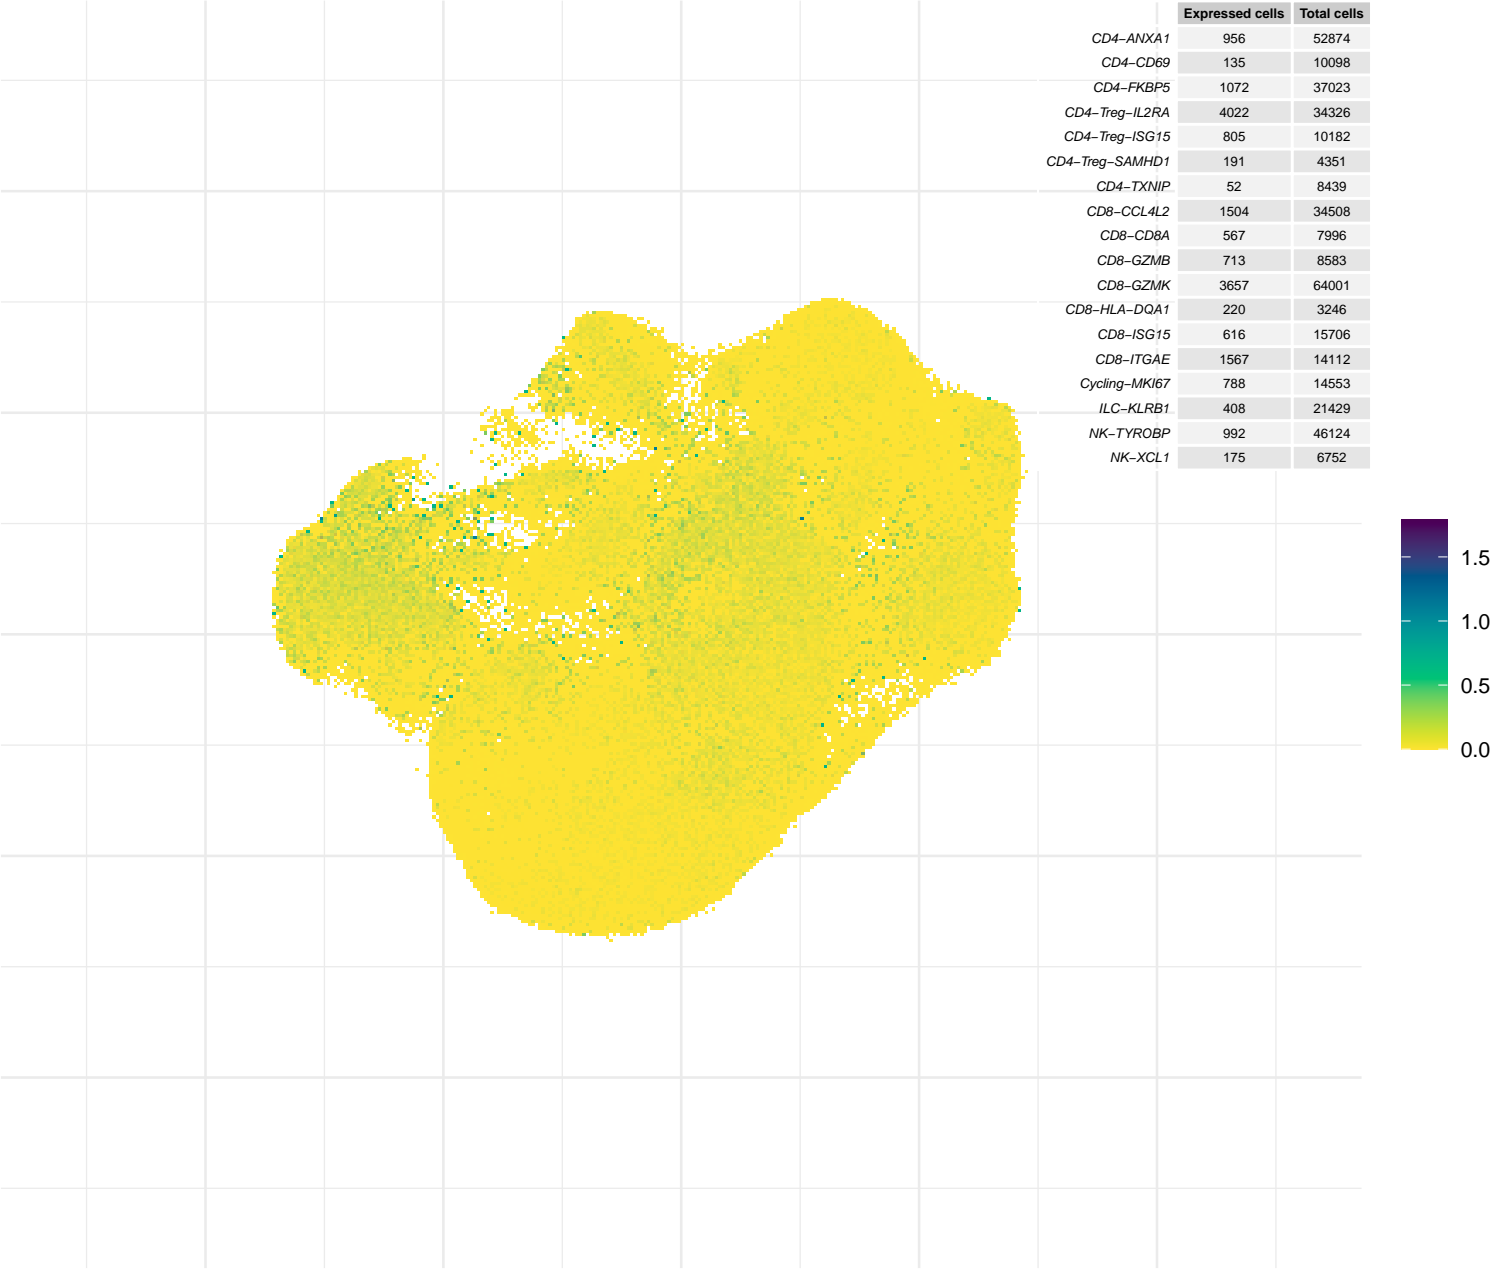 Expressed cells Total cells
CD4−ANXA1 956 52874
CD4−CD69 135 10098
CD4−FKBP5 1072 37023
CD4−Treg−IL2RA 4022 34326
CD4−Treg−ISG15 805 10182
CD4−Treg−SAMHD1 191 4351
CD4−TXNIP 52 8439
CD8−CCL4L2 1504 34508
CD8−CD8A 567 7996
CD8−GZMB 713 8583
CD8−GZMK 3657 64001
CD8−HLA−DQA1 220 3246
CD8−ISG15 616 15706
CD8−ITGAE 1567 14112
Cycling−MKI67 788 14553
ILC−KLRB1 408 21429
NK−TYROBP 992 46124
NK−XCL1 175 6752
1.5
1.0
0.5
0.0